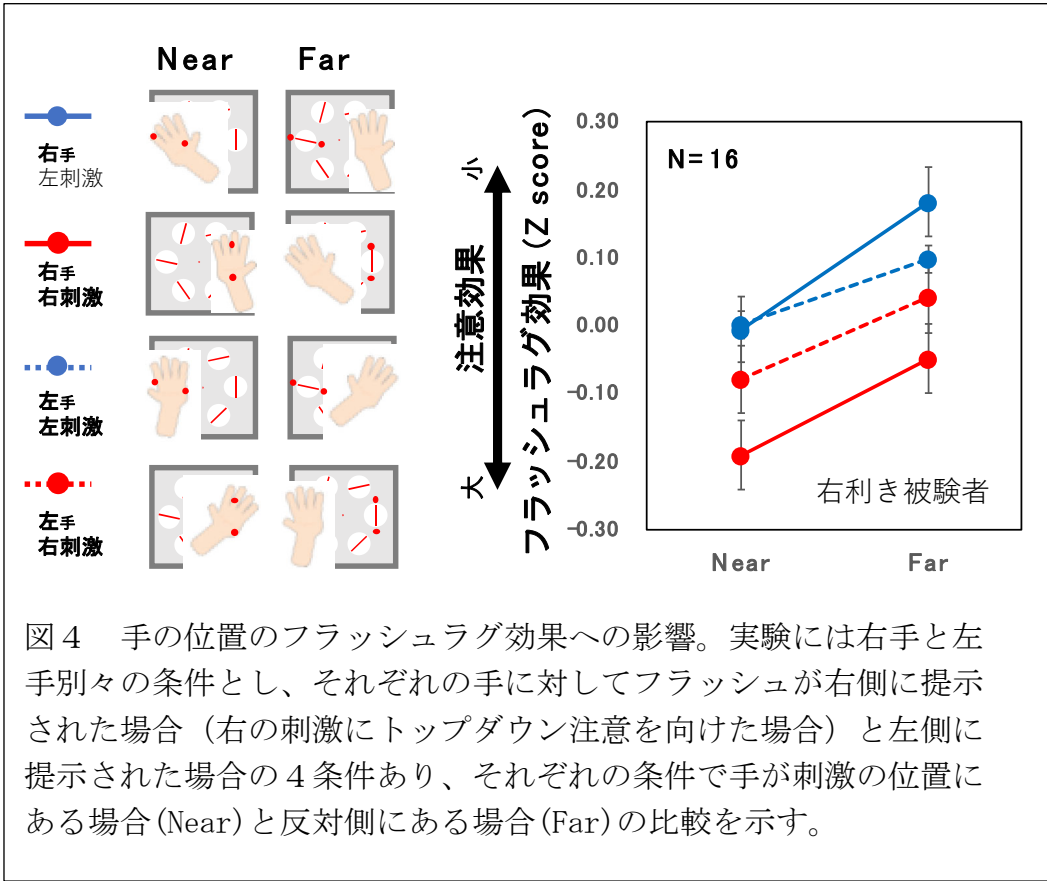 Near Far
右手
左刺激
右手
右刺激
左手
左刺激
左手
右刺激
小
注意効果
大
フラッシュラグ効果(Z score)
0.30
0.20
0.10
0.00
-0.10
-0.20
-0.30
N=16
右利き被験者
Near Far
図４　手の位置のフラッシュラグ効果への影響。実験には右手と左
手別々の条件とし、それぞれの手に対してフラッシュが右側に提示
された場合（右の刺激にトップダウン注意を向けた場合）と左側に
提示された場合の４条件あり、それぞれの条件で手が刺激の位置に
ある場合(Near)と反対側にある場合(Far)の比較を示す。